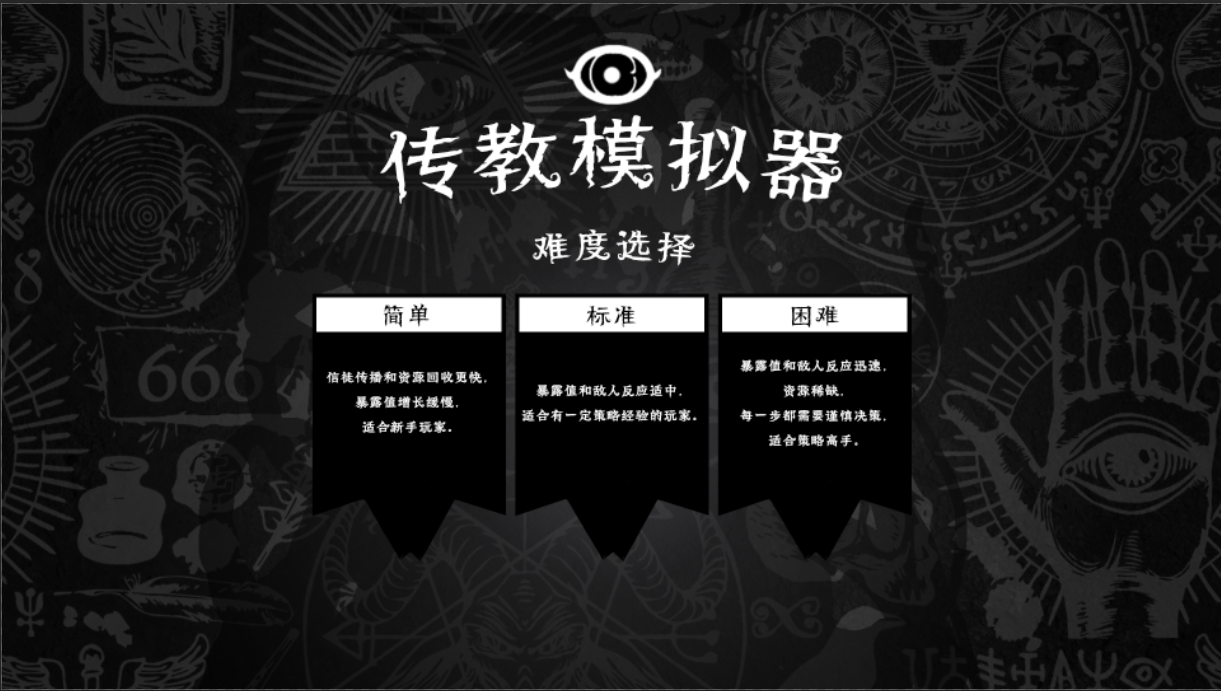 传教模拟器
难度选择
简单
信徒传播和资源回收更快,
暴露值增长缓慢,
适合新手玩家。
标准
暴露值和敌人反应适中,
适合有一定策略经验的玩家。
困难
暴露值和敌人反应迅速,
资源稀缺,
每一步都需要谨慎决策,
适合策略高手。
666